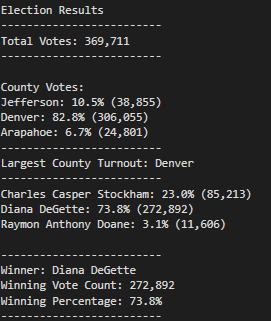 Election Results
-------------------------
Total Votes: 369,711
-------------------------
County Votes:
Jefferson: 10.5% (38,855)
Denver: 82.8% (306,055)
Arapahoe: 6.7% (24,801)
-------------------------
Largest County Turnout: Denver
-------------------------
Charles Casper Stockham: 23.0% (85,213)
Diana DeGette: 73.8% (272,892)
Raymon Anthony Doane: 3.1% (11,606)
-------------------------
Winner: Diana DeGette
Winning Vote Count: 272,892
Winning Percentage: 73.8%
-------------------------